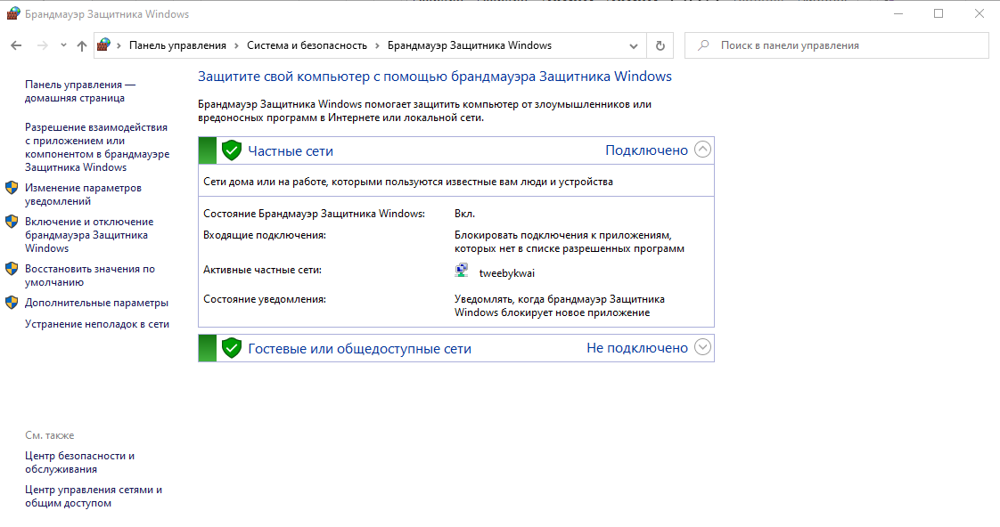 Брандмауэр Защитника Windows
Панель управления
Система и безопасность
Брандмауэр Защитника Windows
Поиск в панели управления
Панель управления —
домашняя страница
Разрешение взаимодействия
с приложением или
компонентом в брандмауэре
Защитника Windows
Изменение параметров
уведомлений
Включение и отключение
брандмауэра Защитника
Windows
Восстановить значения по
умолчанию
Дополнительные параметры
Устранение неполадок в сети
См. также
Центр безопасности и
обслуживания
Центр управления сетями и
общим доступом
Защитите свой компьютер с помощью брандмауэра Защитника Windows
Брандмауэр Защитника Windows помогает защитить компьютер от злоумышленников или
вредоносных программ в Интернете или локальной сети.
Частные сети
Подключено
Сети дома или на работе, которыми пользуются известные вам люди и устройства
Состояние Брандмауэр Защитника Windows:
Вкл.
Входящие подключения:
Блокировать подключения к приложениям,
которых нет в списке разрешенных программ
Активные частные сети:
tweebykwai
Состояние уведомления:
Уведомлять, когда брандмауэр Защитника
Windows блокирует новое приложение
Гостевые или общедоступные сети
Не подключено